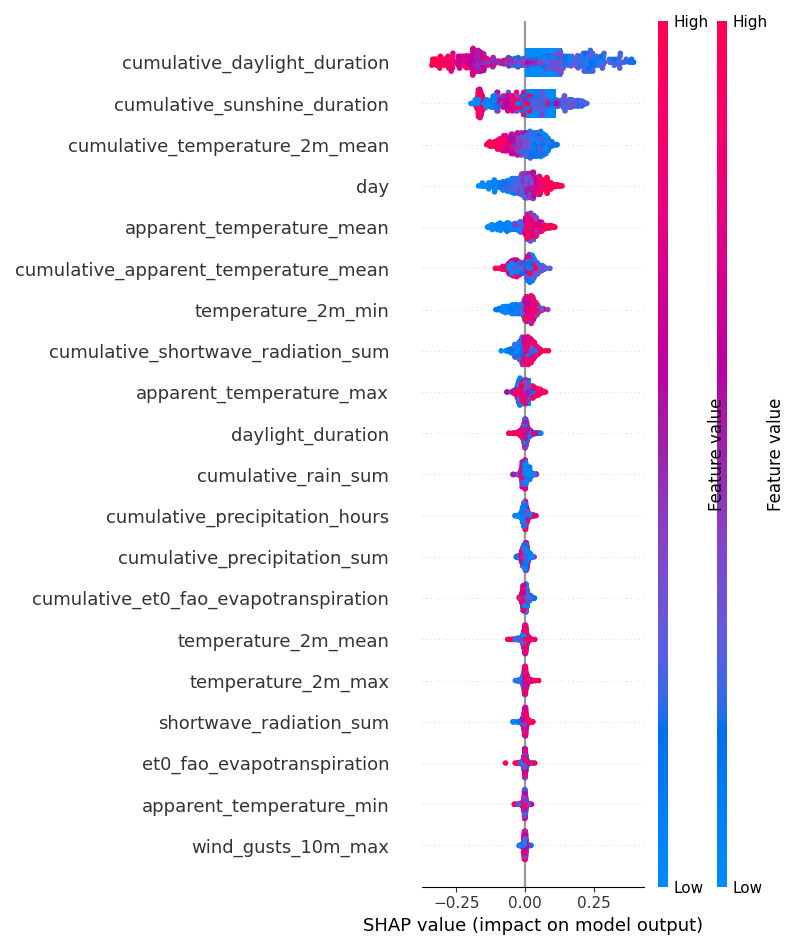 High
High
cumulative_daylight_duration
cumulative_sunshine_duration
cumulative_temperature_2m_mean
day
apparent_temperature_mean
cumulative_apparent_temperature_mean
temperature_2m_min
cumulative_shortwave_radiation_sum
apparent_temperature_max
daylight_duration
cumulative_rain_sum
cumulative_precipitation_hours
cumulative_precipitation_sum
cumulative_et0_fao_evapotranspiration
temperature_2m_mean
temperature_2m_max
shortwave_radiation_sum
et0_fao_evapotranspiration
apparent_temperature_min
wind_gusts_10m_max
Feature value
Feature value
Low
Low
−0.25 0.00 0.25
SHAP value (impact on model output)